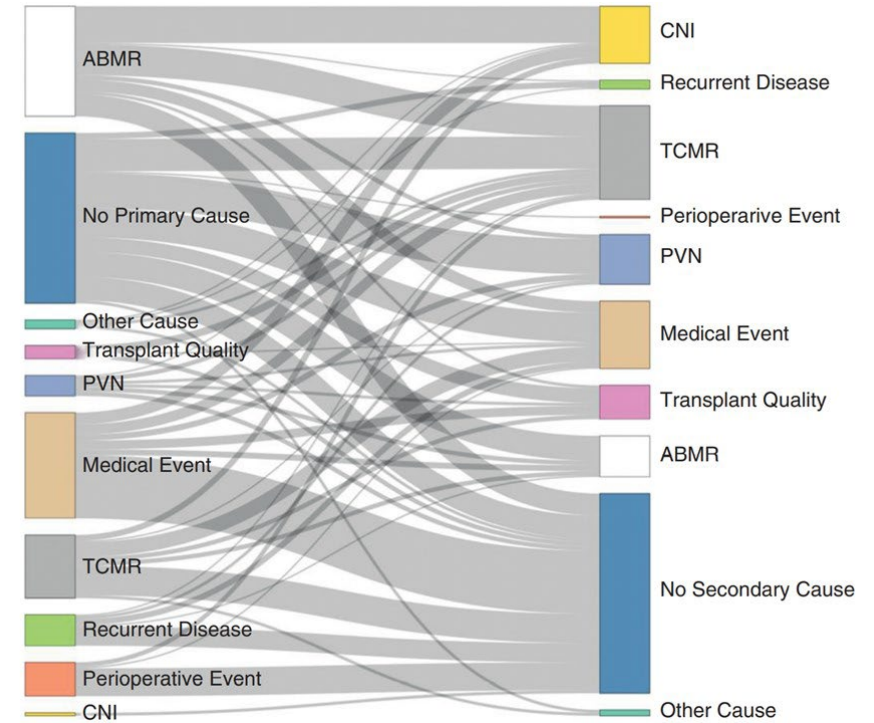 ABMR
No Primary Cause
Other Cause
Transplant Quality
PVN
Medical Event
TCMR
Recurrent Disease
Perioperative Event
CNI
CNI
Recurrent Disease
TCMR
Perioperarive Event
PVN
Medical Event
Transplant Quality
ABMR
No Secondary Cause
Other Cause